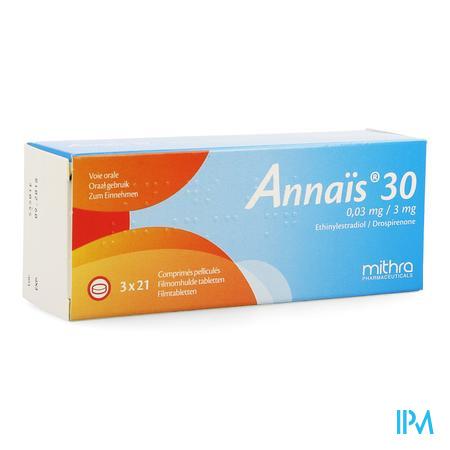 Voie orale
Oraal gebruik
Zum Einnehmen
Annaïs® 30
0,03 mg / 3 mg
Ethinylestradiol / Drospirenone
3 x 21
Comprimés pelliculés
Filmomhulde tabletten
Filmtabletten
mithra
PHARMACEUTICALS
IPM